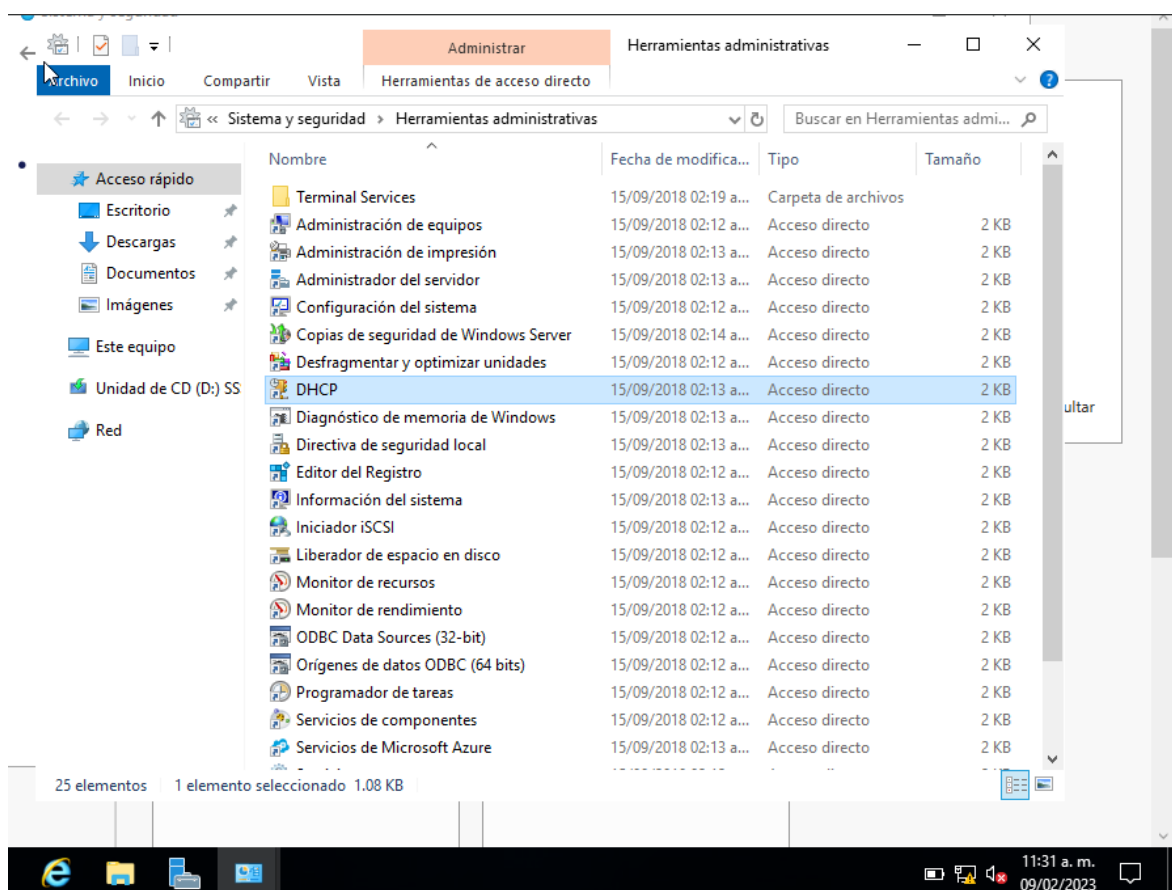 Administrar Herramientas administrativas
Archivo Inicio Compartir Vista Herramientas de acceso directo
« Sistema y seguridad > Herramientas administrativas Buscar en Herramientas admi...
Nombre Fecha de modifica... Tipo Tamaño
Acceso rápido
Escritorio
Descargas
Documentos
Imágenes
Este equipo
Unidad de CD (D:) SS
Red
Terminal Services 15/09/2018 02:19 a... Carpeta de archivos
Administración de equipos 15/09/2018 02:12 a... Acceso directo 2 KB
Administración de impresión 15/09/2018 02:13 a... Acceso directo 2 KB
Administrador del servidor 15/09/2018 02:13 a... Acceso directo 2 KB
Configuración del sistema 15/09/2018 02:12 a... Acceso directo 2 KB
Copias de seguridad de Windows Server 15/09/2018 02:14 a... Acceso directo 2 KB
Desfragmentar y optimizar unidades 15/09/2018 02:12 a... Acceso directo 2 KB
DHCP 15/09/2018 02:13 a... Acceso directo 2 KB
Diagnóstico de memoria de Windows 15/09/2018 02:13 a... Acceso directo 2 KB
Directiva de seguridad local 15/09/2018 02:13 a... Acceso directo 2 KB
Editor del Registro 15/09/2018 02:12 a... Acceso directo 2 KB
Información del sistema 15/09/2018 02:13 a... Acceso directo 2 KB
Iniciador iSCSI 15/09/2018 02:12 a... Acceso directo 2 KB
Liberador de espacio en disco 15/09/2018 02:12 a... Acceso directo 2 KB
Monitor de recursos 15/09/2018 02:12 a... Acceso directo 2 KB
Monitor de rendimiento 15/09/2018 02:12 a... Acceso directo 2 KB
ODBC Data Sources (32-bit) 15/09/2018 02:12 a... Acceso directo 2 KB
Orígenes de datos ODBC (64 bits) 15/09/2018 02:12 a... Acceso directo 2 KB
Programador de tareas 15/09/2018 02:12 a... Acceso directo 2 KB
Servicios de componentes 15/09/2018 02:12 a... Acceso directo 2 KB
Servicios de Microsoft Azure 15/09/2018 02:13 a... Acceso directo 2 KB
ultar
25 elementos 1 elemento seleccionado 1.08 KB
11:31 a. m.
09/02/2023